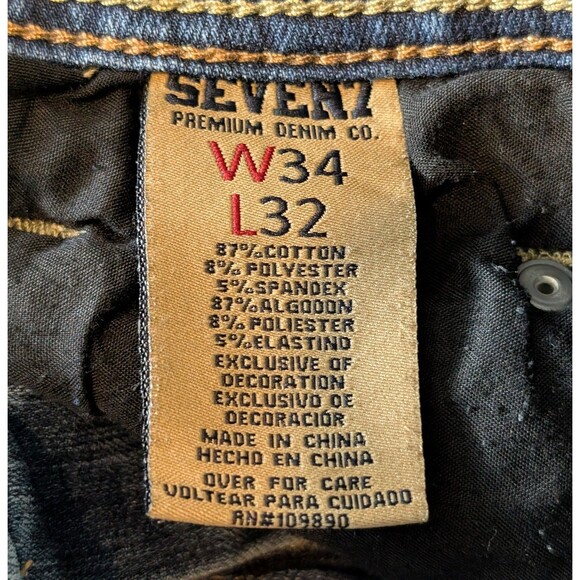 SEVEN7
PREMIUM DENIM CO.
W34
L32
87% COTTON
8% POLYESTER
5% SPANDEX
87% ALGODON
8% POLIESTER
5% ELASTINO
EXCLUSIVE OF
DECORATION
EXCLUSIVO DE
DECORACIÓR
MADE IN CHINA
HECHO EN CHINA
OVER FOR CARE
VOLTEAR PARA CUIDADO
RN#109890